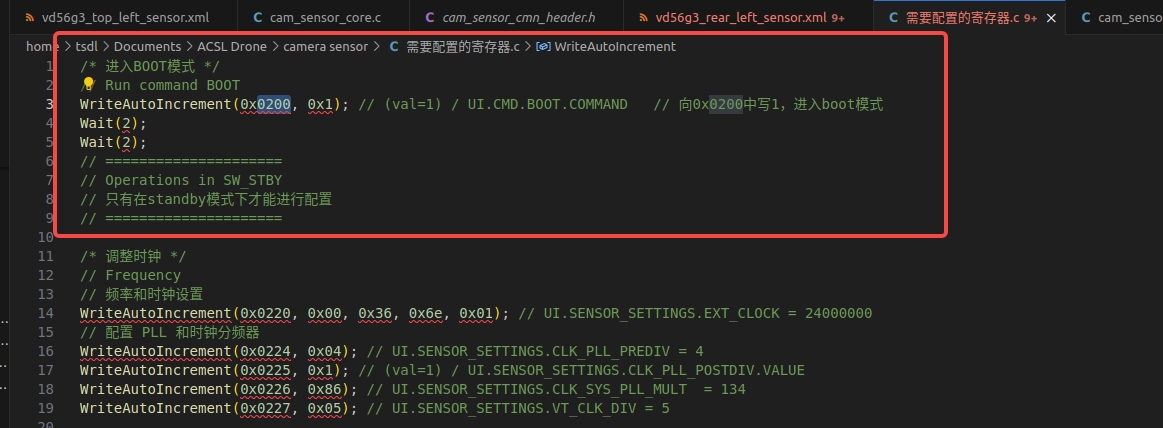 vd56g3_top_left_sensor.xml cam_sensor_core.c cam_sensor_cmn_header.h vd56g3_rear_left_sensor.xml 9+ 需要配置的寄存器.c 9+ cam_senso
home > tsdl > Documents > ACSL Drone > camera sensor > 需要配置的寄存器.c > WriteAutoIncrement
1 /* 进入BOOT模式 */
2 // Run command BOOT
3 WriteAutoIncrement(0x0200, 0x1); // (val=1) / UI.CMD.BOOT.COMMAND // 向0x0200中写1，进入boot模式
4 Wait(2);
5 Wait(2);
6 // =====================
7 // Operations in SW_STBY
8 // 只有在standby模式下才能进行配置
9 // =====================
10
11 /* 调整时钟 */
12 // Frequency
13 // 频率和时钟设置
14 WriteAutoIncrement(0x0220, 0x00, 0x36, 0x6e, 0x01); // UI.SENSOR_SETTINGS.EXT_CLOCK = 24000000
15 // 配置 PLL 和时钟分频器
16 WriteAutoIncrement(0x0224, 0x04); // UI.SENSOR_SETTINGS.CLK_PLL_PREDIV = 4
17 WriteAutoIncrement(0x0225, 0x1); // (val=1) / UI.SENSOR_SETTINGS.CLK_PLL_POSTDIV.VALUE
18 WriteAutoIncrement(0x0226, 0x86); // UI.SENSOR_SETTINGS.CLK_SYS_PLL_MULT = 134
19 WriteAutoIncrement(0x0227, 0x05); // UI.SENSOR_SETTINGS.VT_CLK_DIV = 5
20